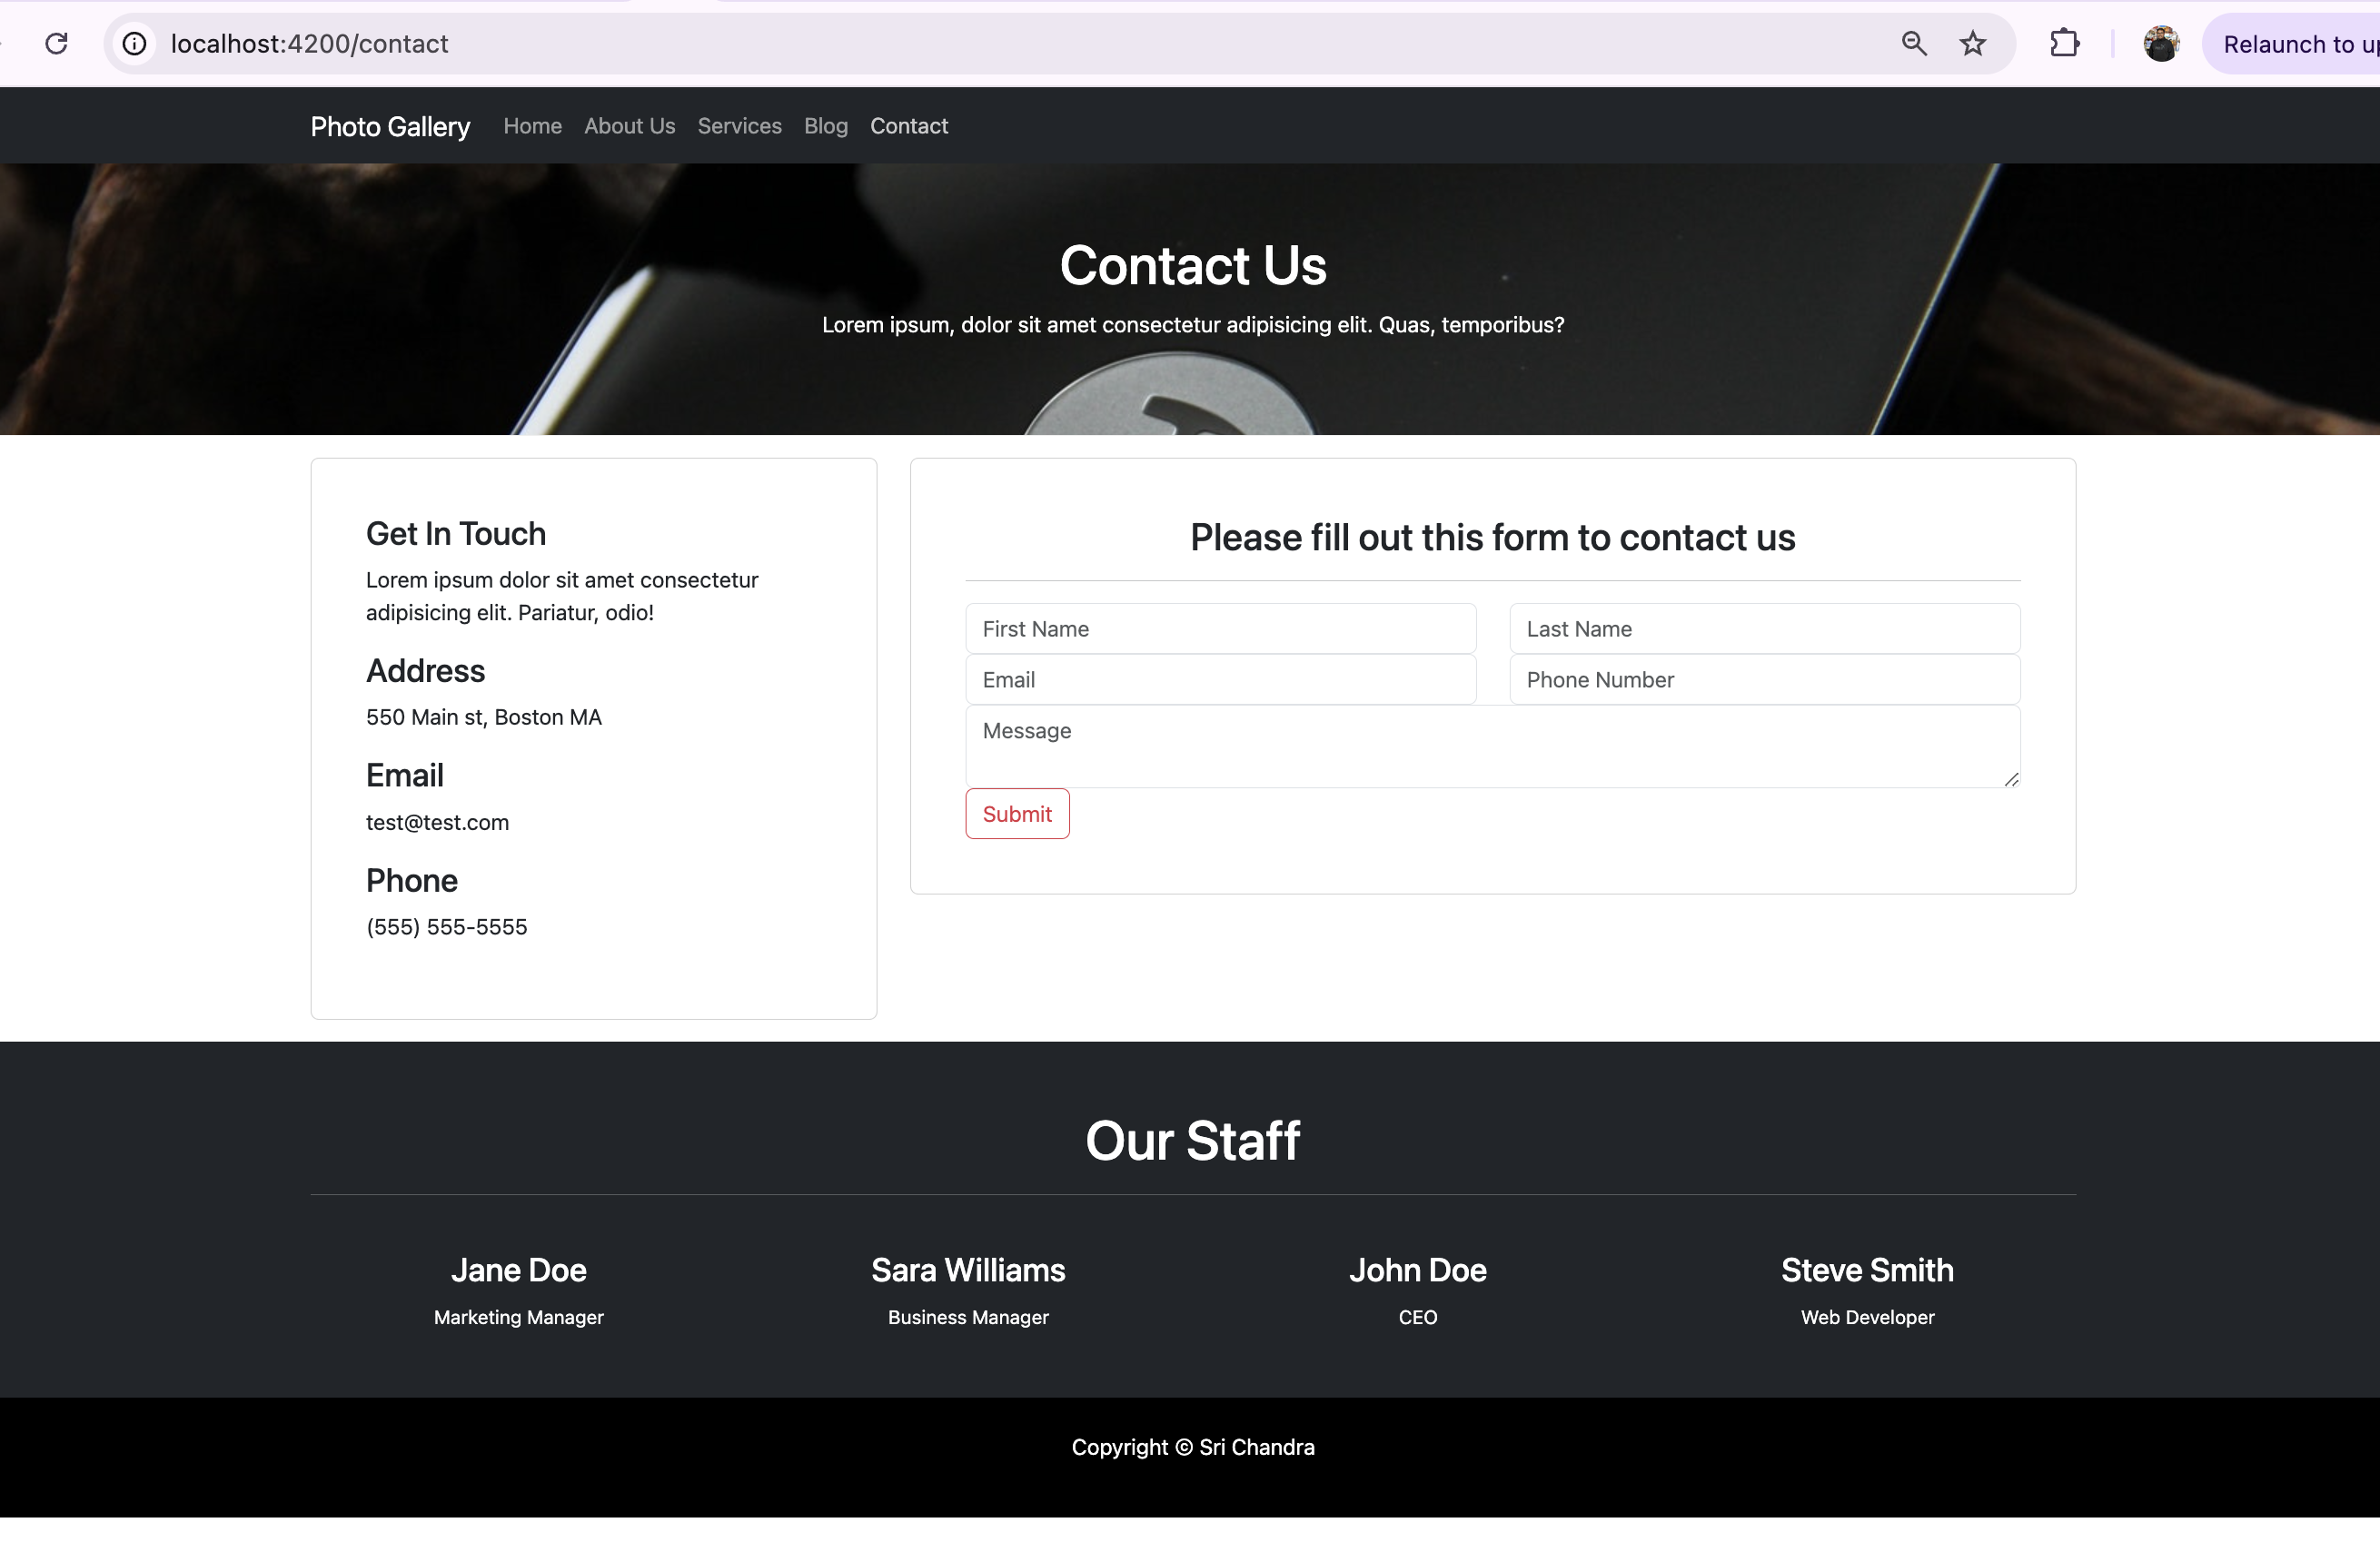 localhost:4200/contact
Relaunch to
Photo Gallery Home About Us Services Blog Contact
Contact Us
Lorem ipsum, dolor sit amet consectetur adipisicing elit. Quas, temporibus?
Get In Touch
Lorem ipsum dolor sit amet consectetur
adipisicing elit. Pariatur, odio!
Address
550 Main st, Boston MA
Email
test@test.com
Phone
(555) 555-5555
Please fill out this form to contact us
First Name Last Name
Email Phone Number
Message
Submit
Our Staff
Jane Doe Sara Williams John Doe Steve Smith
Marketing Manager Business Manager CEO Web Developer
Copyright © Sri Chandra